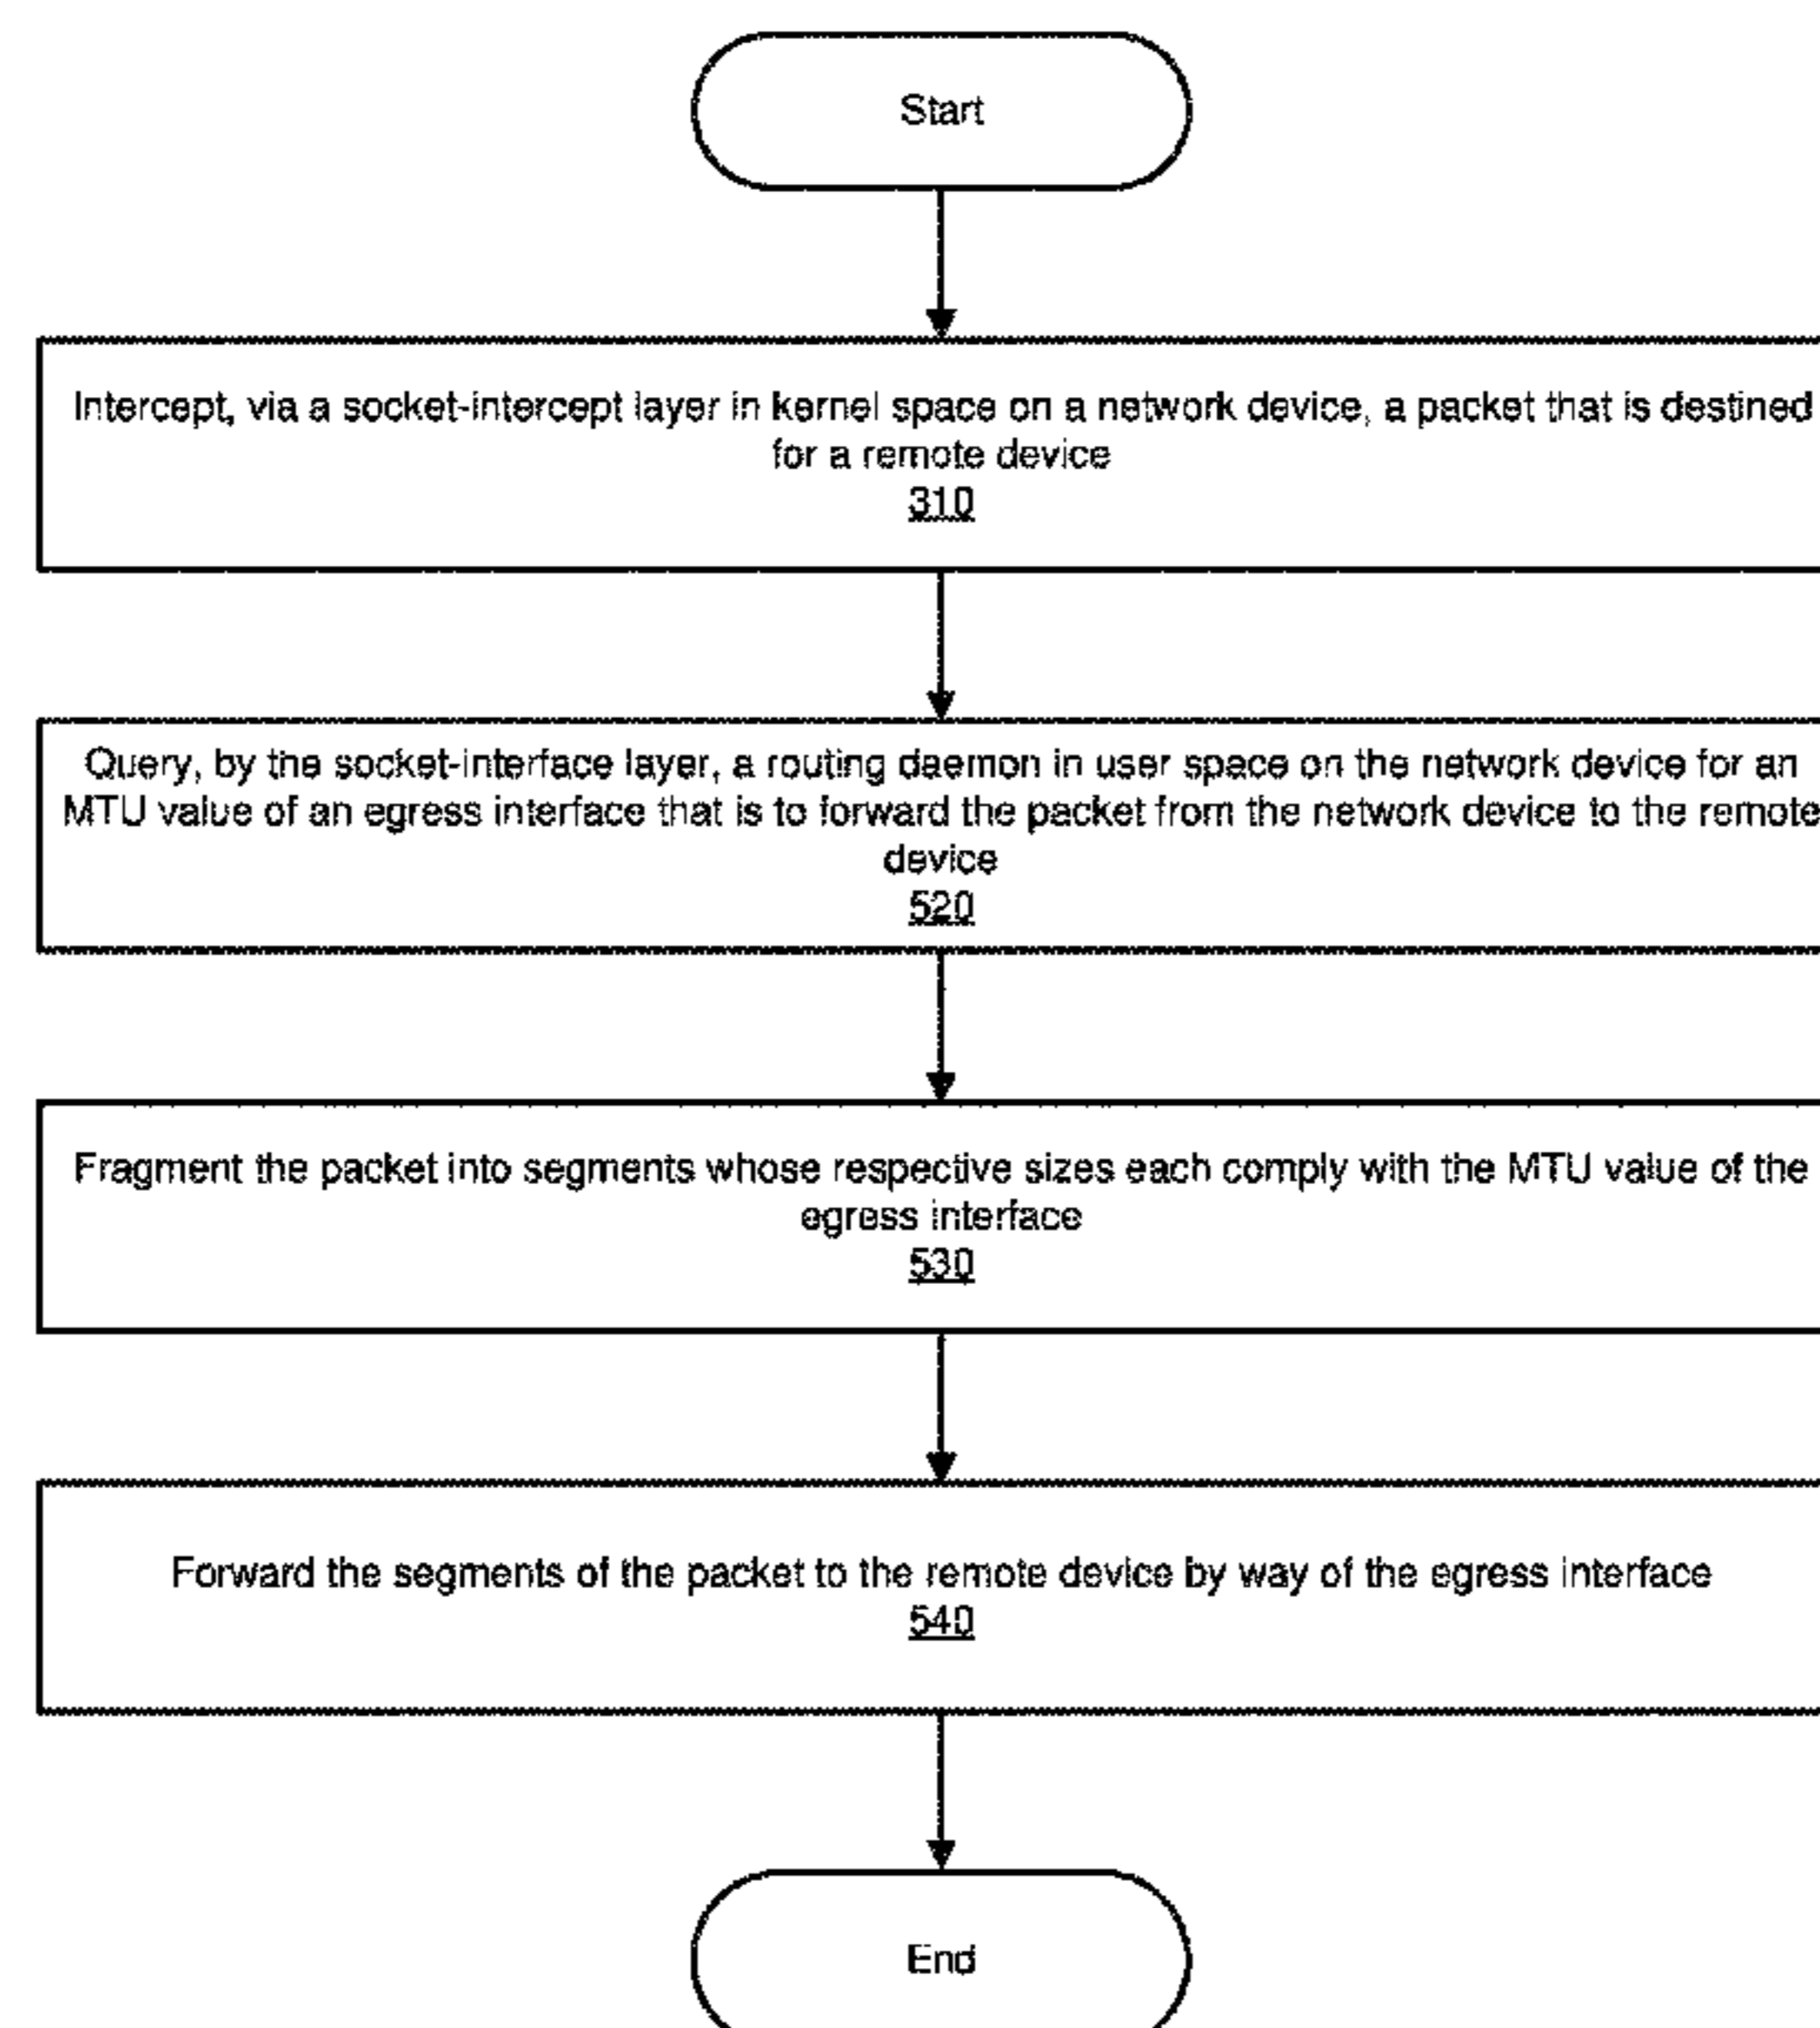 Start
Intercept, via a socket-intercept layer in kernel space on a network device, a packet that is destined
for a remote device
310
Query, by the socket-interface layer, a routing daemon in user space on the network device for an
MTU value of an egress interface that is to forward the packet from the network device to the remote
device
520
Fragment the packet into segments whose respective sizes each comply with the MTU value of the
egress interface
530
Forward the segments of the packet to the remote device by way of the egress interface
540
End